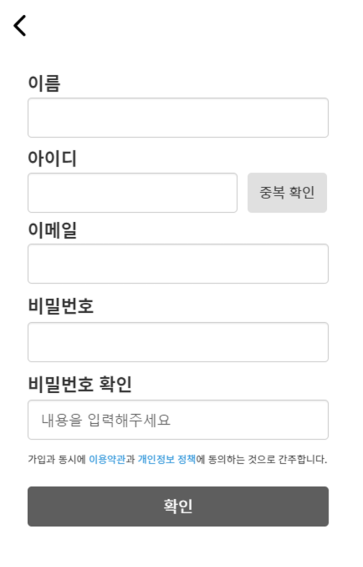 이름
아이디
중복 확인
이메일
비밀번호
비밀번호 확인
내용을 입력해주세요
가입과 동시에 이용약관과 개인정보 정책에 동의하는 것으로 간주합니다.
확인